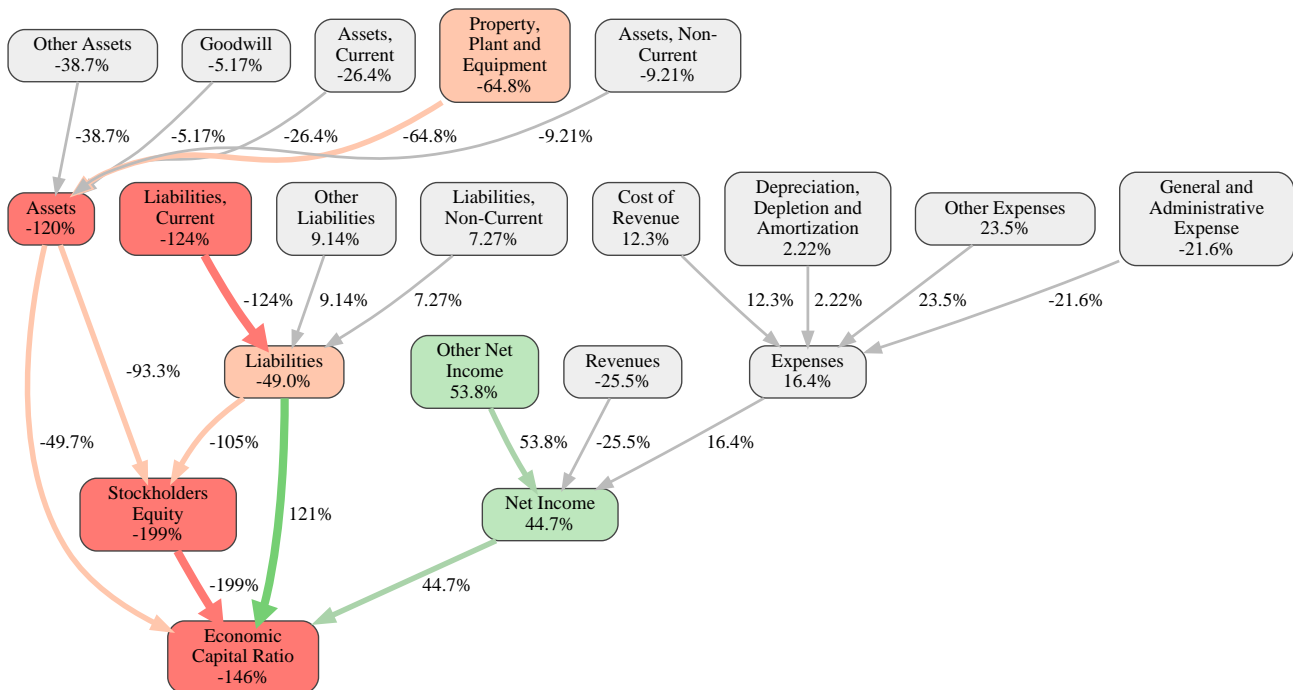 Other Assets
-38.7%
Goodwill
-5.17%
Assets,
Current
-26.4%
Property,
Plant and
Equipment
-64.8%
Assets, Non-
Current
-9.21%
-38.7%
-5.17%
-26.4%
-64.8%
-9.21%
Assets
-120%
Liabilities,
Current
-124%
Other
Liabilities
9.14%
Liabilities,
Non-Current
7.27%
Cost of
Revenue
12.3%
Depreciation,
Depletion and
Amortization
2.22%
Other Expenses
23.5%
General and
Administrative
Expense
-21.6%
-124%
9.14%
7.27%
12.3%
2.22%
23.5%
-21.6%
Liabilities
-49.0%
Other Net
Income
53.8%
Revenues
-25.5%
Expenses
16.4%
-93.3%
-49.7%
-105%
53.8%
-25.5%
16.4%
Stockholders
Equity
-199%
121%
Net Income
44.7%
-199%
44.7%
Economic
Capital Ratio
-146%